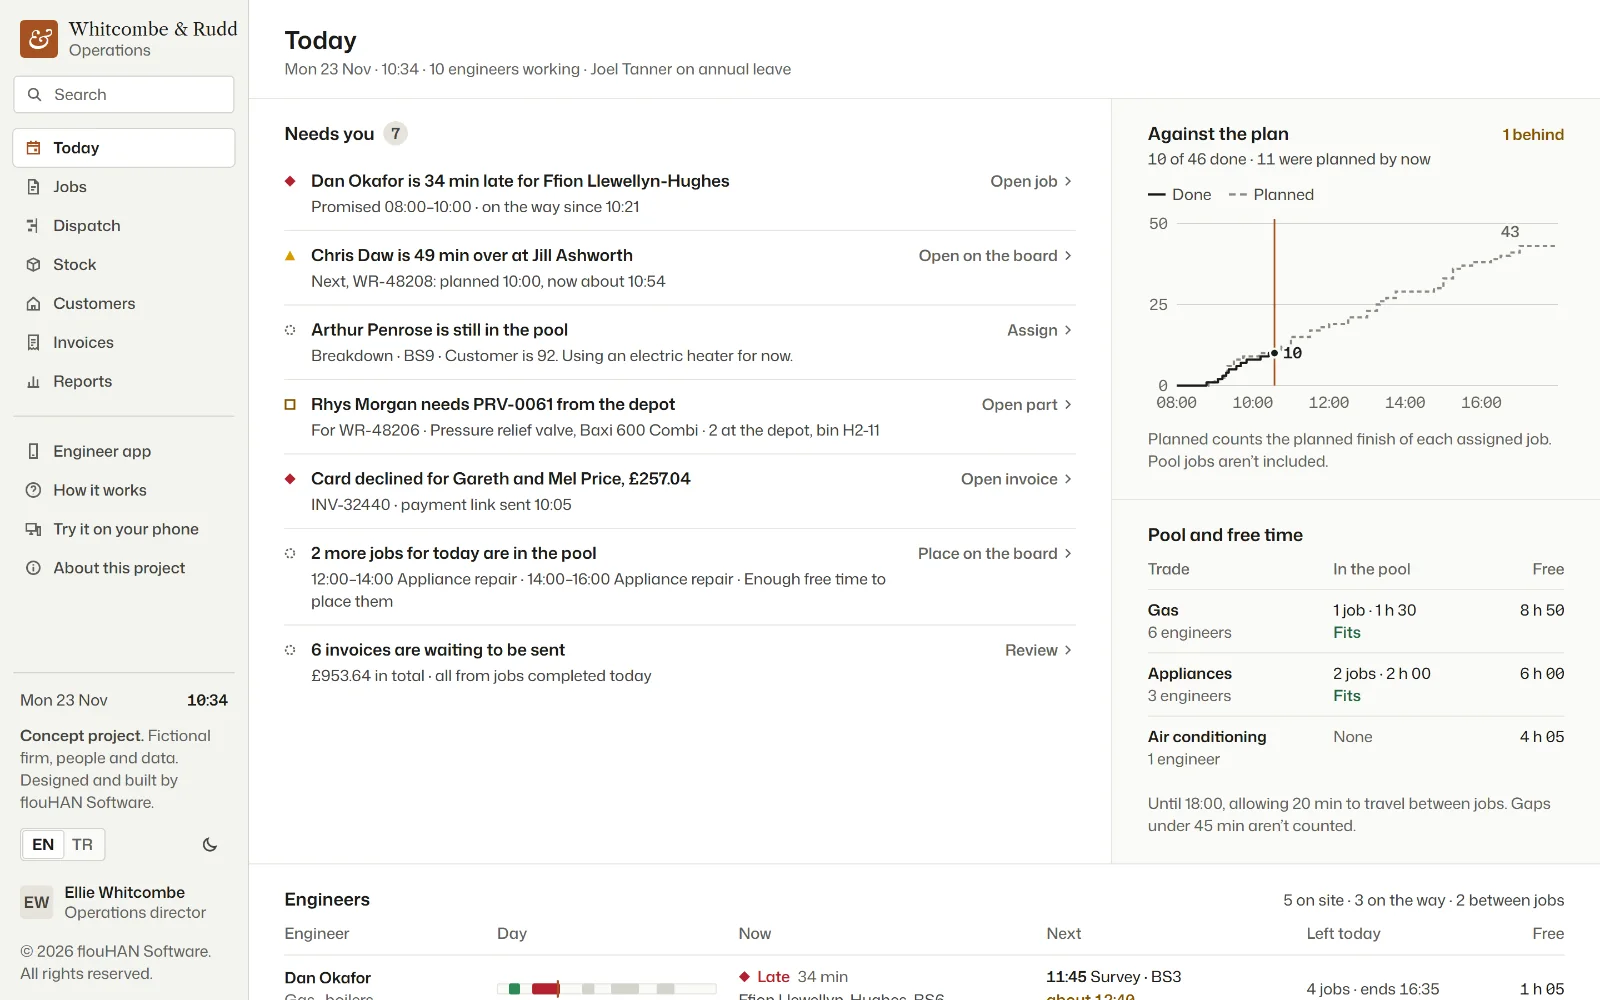 &
Whitcombe & Rudd
Operations
Search
Today
Jobs
Dispatch
Stock
Customers
Invoices
Reports
Engineer app
How it works
Try it on your phone
About this project
Mon 23 Nov 10:34
Concept project. Fictional
firm, people and data.
Designed and built by
flouHAN Software.
EN TR
EW
Ellie Whitcombe
Operations director
© 2026 flouHAN Software.
All rights reserved.
Today
Mon 23 Nov · 10:34 · 10 engineers working · Joel Tanner on annual leave
Needs you 7
Dan Okafor is 34 min late for Ffion Llewellyn-Hughes Open job
Promised 08:00–10:00 · on the way since 10:21
Chris Daw is 49 min over at Jill Ashworth Open on the board
Next, WR-48208: planned 10:00, now about 10:54
Arthur Penrose is still in the pool Assign
Breakdown · BS9 · Customer is 92. Using an electric heater for now.
Rhys Morgan needs PRV-0061 from the depot Open part
For WR-48206 · Pressure relief valve, Baxi 600 Combi · 2 at the depot, bin H2-11
Card declined for Gareth and Mel Price, £257.04 Open invoice
INV-32440 · payment link sent 10:05
2 more jobs for today are in the pool Place on the board
12:00–14:00 Appliance repair · 14:00–16:00 Appliance repair · Enough free time to
place them
6 invoices are waiting to be sent Review
£953.64 in total · all from jobs completed today
Against the plan 1 behind
10 of 46 done · 11 were planned by now
Done Planned
50
43
25
10
0
08:00 10:00 12:00 14:00 16:00
Planned counts the planned finish of each assigned job.
Pool jobs aren't included.
Pool and free time
Trade In the pool Free
Gas 1 job · 1 h 30 8 h 50
6 engineers Fits
Appliances 2 jobs · 2 h 00 6 h 00
3 engineers Fits
Air conditioning None 4 h 05
1 engineer
Until 18:00, allowing 20 min to travel between jobs. Gaps
under 45 min aren't counted.
Engineers 5 on site · 3 on the way · 2 between jobs
Engineer Day Now Next Left today Free
Dan Okafor Late 34 min 11:45 Survey · BS3 4 jobs · ends 16:35 1 h 05
Gas · boilers Ffion Llewellyn-Hughes, BS6 about 12:40